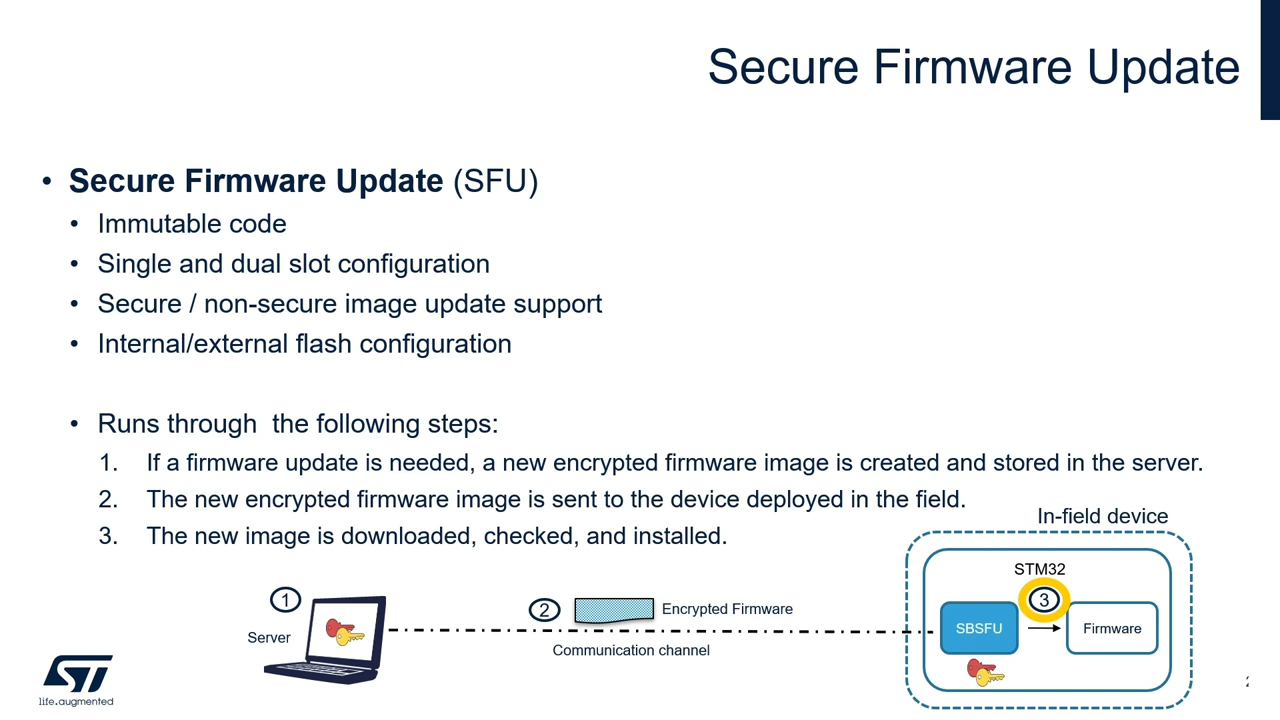 Secure Firmware Update
• Secure Firmware Update (SFU)
• Immutable code
• Single and dual slot configuration
• Secure / non-secure image update support
• Internal/external flash configuration
• Runs through the following steps:
1. If a firmware update is needed, a new encrypted firmware image is created and stored in the server.
2. The new encrypted firmware image is sent to the device deployed in the field.
3. The new image is downloaded, checked, and installed.
In-field device
STM32
1
2
Encrypted Firmware
3
Server
SBSFU
Firmware
Communication channel
ST
life.augmented